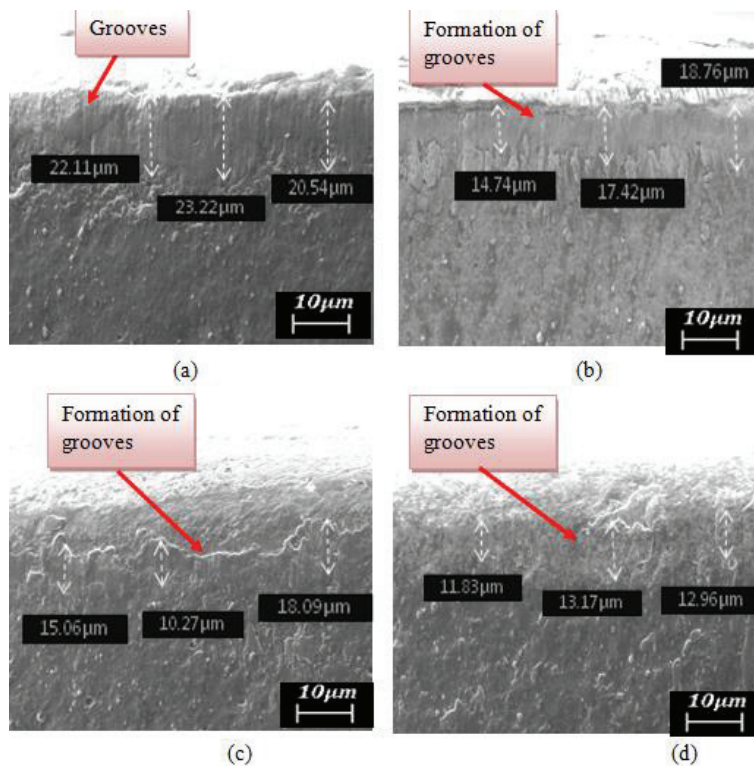 Grooves
22.11μm
23.22μm
20.54μm
10μm
(a)
Formation of
grooves
18.76μm
14.74μm
17.42μm
10μm
(b)
Formation of
grooves
15.06μm
10.27μm
18.09μm
10μm
(c)
Formation of
grooves
11.83μm
13.17μm
12.96μm
10μm
(d)